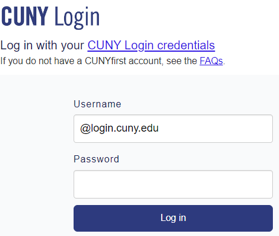 CUNY Login
Log in with your CUNY Login credentials
If you do not have a CUNYfirst account, see the FAQs.
Username
@login.cuny.edu
Password
Log in